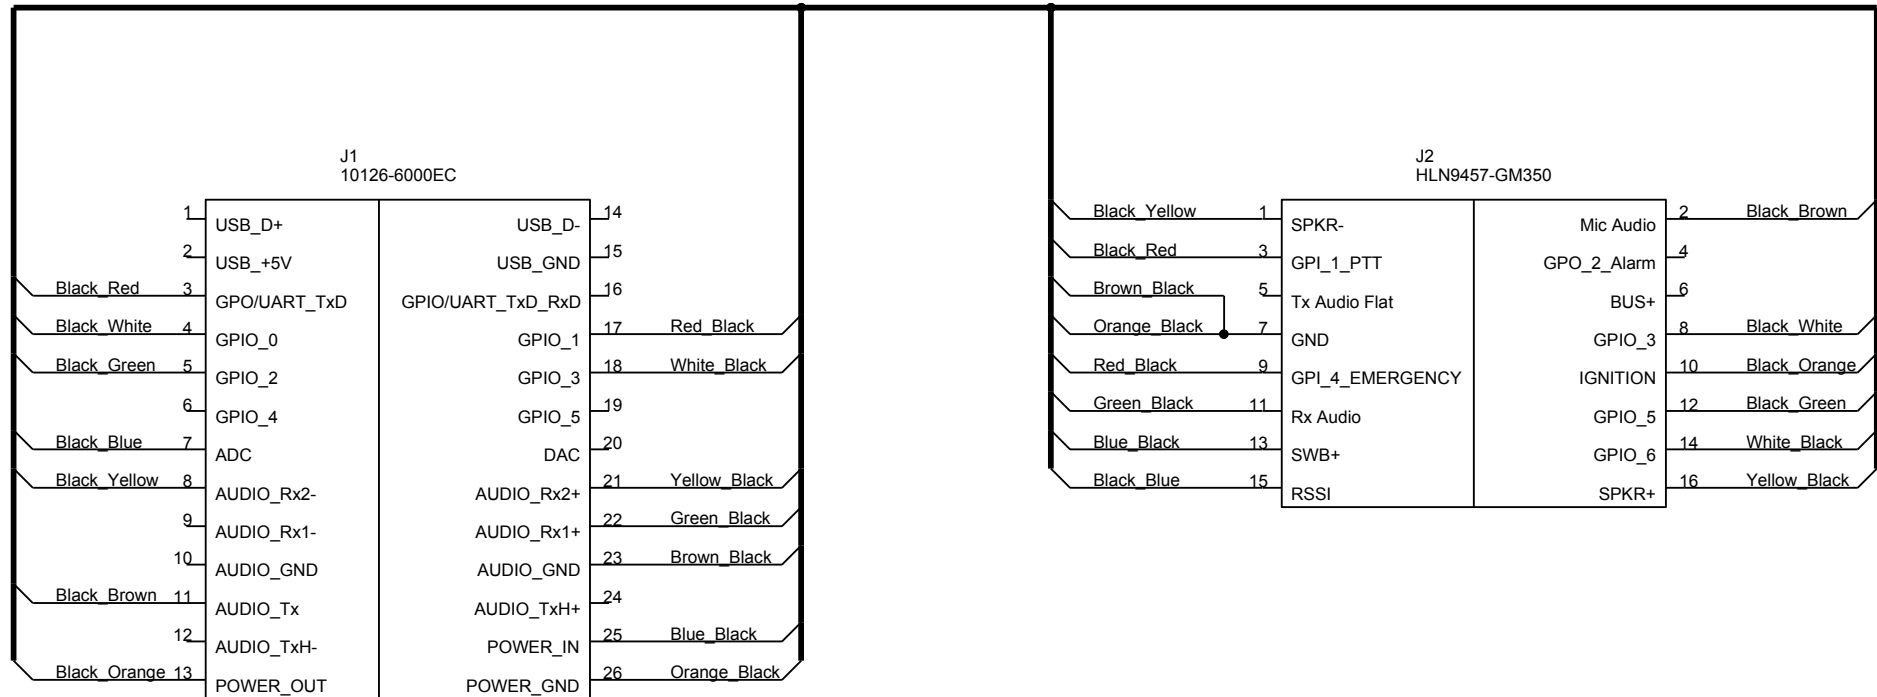 J1
10126-6000EC
1 USB_D+ USB_D- 14
2 USB_+5V USB_GND 15
Black_Red 3 GPO/UART_TxD GPIO/UART_TxD_RxD 16
Black_White 4 GPIO_0 GPIO_1 17 Red_Black
Black_Green 5 GPIO_2 GPIO_3 18 White_Black
6 GPIO_4 GPIO_5 19
Black_Blue 7 ADC DAC 20
Black_Yellow 8 AUDIO_Rx2- AUDIO_Rx2+ 21 Yellow_Black
9 AUDIO_Rx1- AUDIO_Rx1+ 22 Green_Black
10 AUDIO_GND AUDIO_GND 23 Brown_Black
Black_Brown 11 AUDIO_Tx AUDIO_TxH+ 24
12 AUDIO_TxH- POWER_IN 25 Blue_Black
Black_Orange 13 POWER_OUT POWER_GND 26 Orange_Black
J2
HLN9457-GM350
Black_Yellow 1 SPKR- Mic Audio 2 Black_Brown
Black_Red 3 GPI_1_PTT GPO_2_Alarm 4
Brown_Black 5 Tx Audio Flat BUS+ 6
Orange_Black 7 GND GPIO_3 8 Black_White
Red_Black 9 GPI_4_EMERGENCY IGNITION 10 Black_Orange
Green_Black 11 Rx Audio GPIO_5 12 Black_Green
Blue_Black 13 SWB+ GPIO_6 14 White_Black
Black_Blue 15 RSSI SPKR+ 16 Yellow_Black